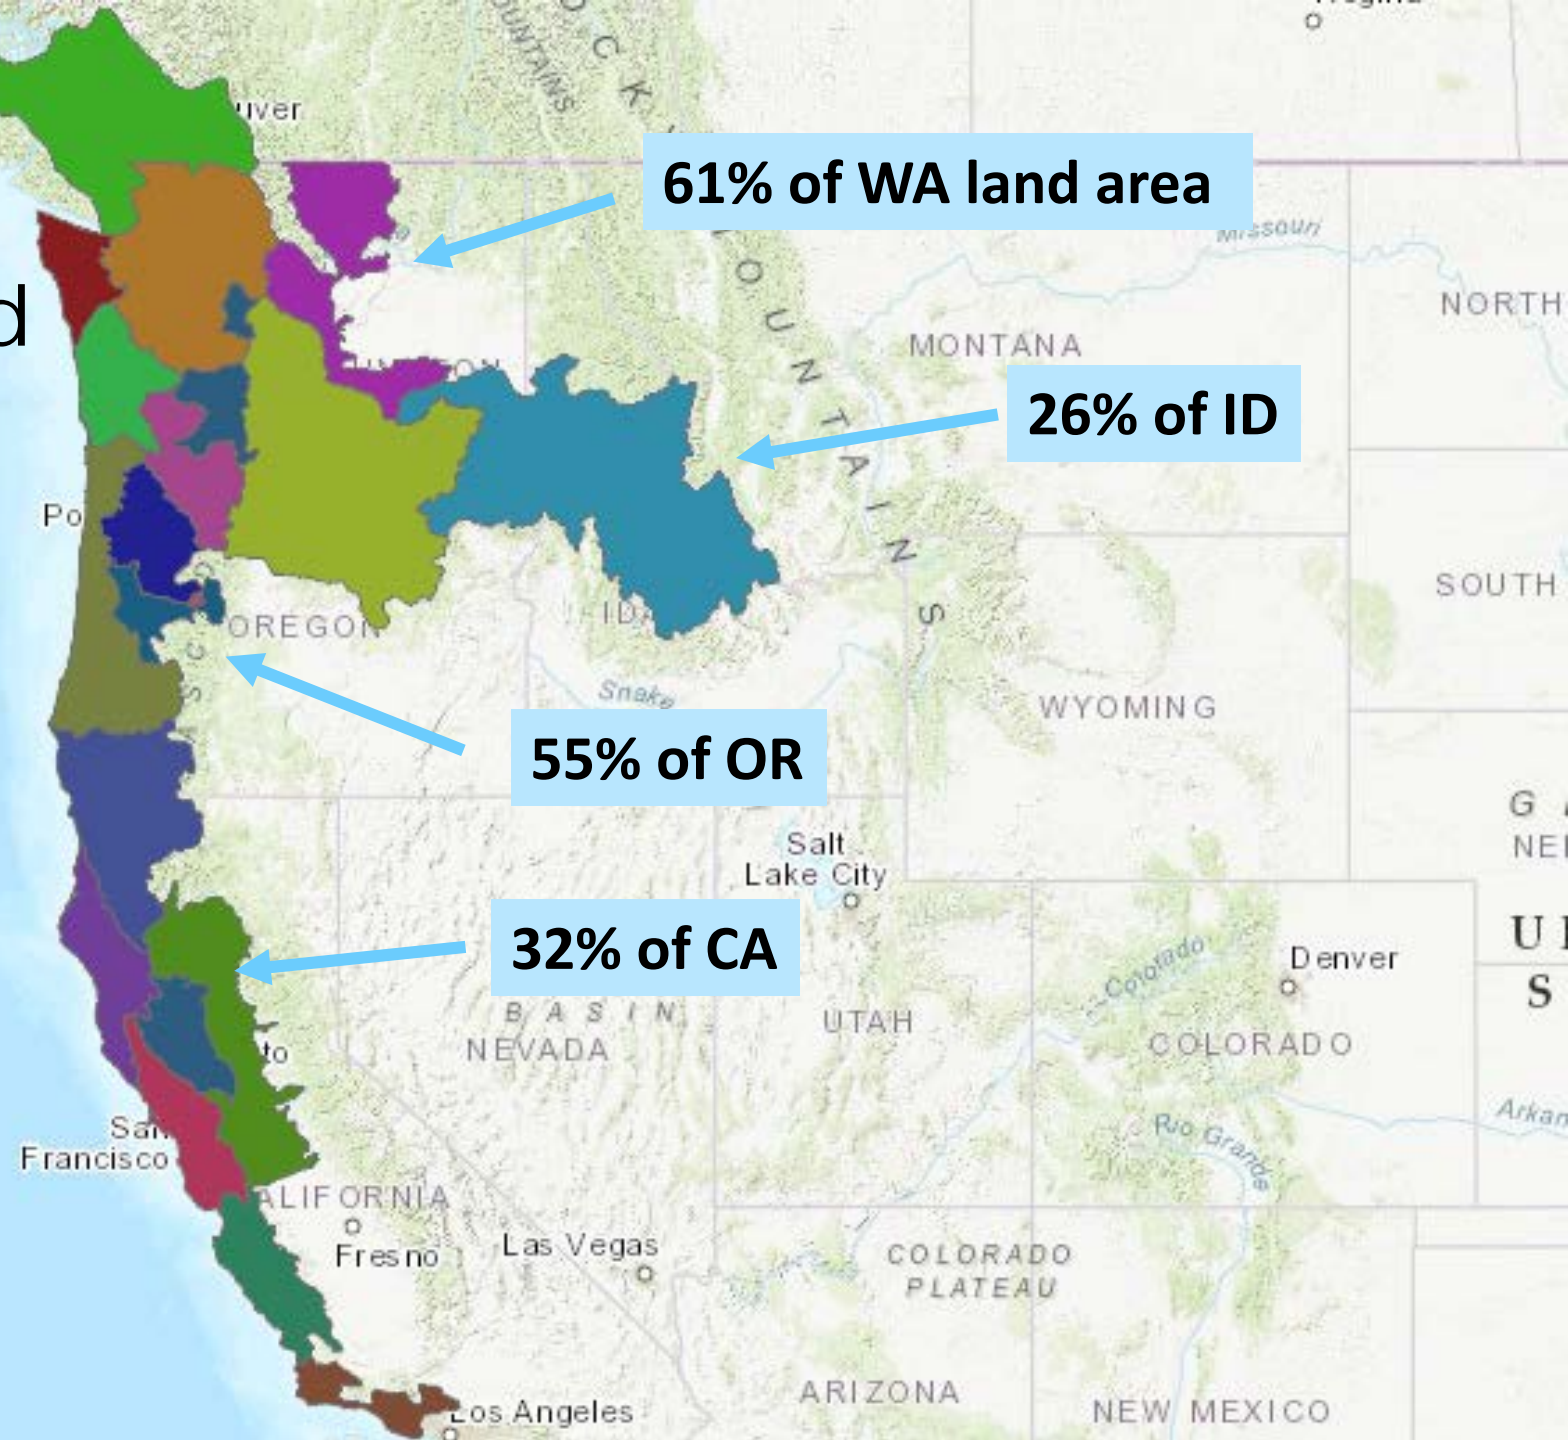 61% of WA land area
Missouri
NORTH
MONTANA
26% of ID
SOUTH
OREGON
Snake
WYOMING
55% of OR
Salt
Lake City
32% of CA
Denver
Colorado
BASIN
UTAH
NEVADA
COLORADO
San
Francisco
Rio Grande
Las Vegas
Fresno
COLORADO
PLATEAU
ARIZONA
NEW MEXICO
Los Angeles